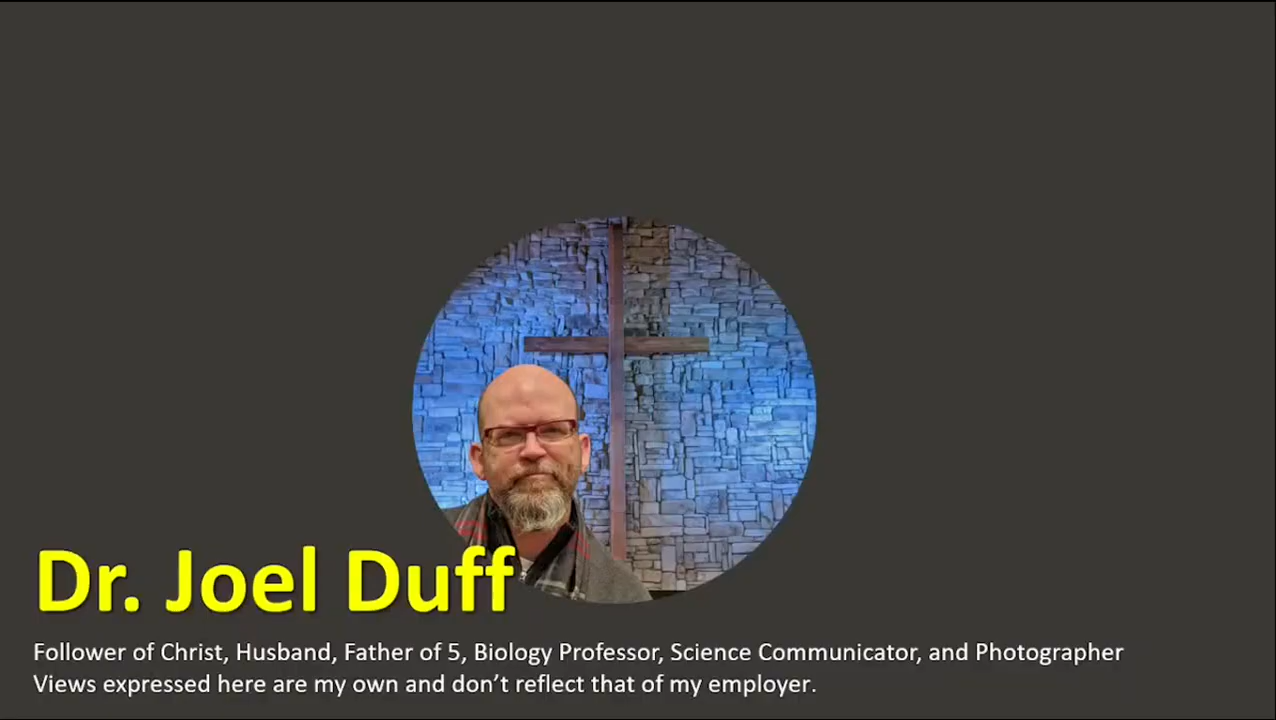 Dr. Joel Duff
Follower of Christ, Husband, Father of 5, Biology Professor, Science Communicator, and Photographer
Views expressed here are my own and don’t reflect that of my employer.